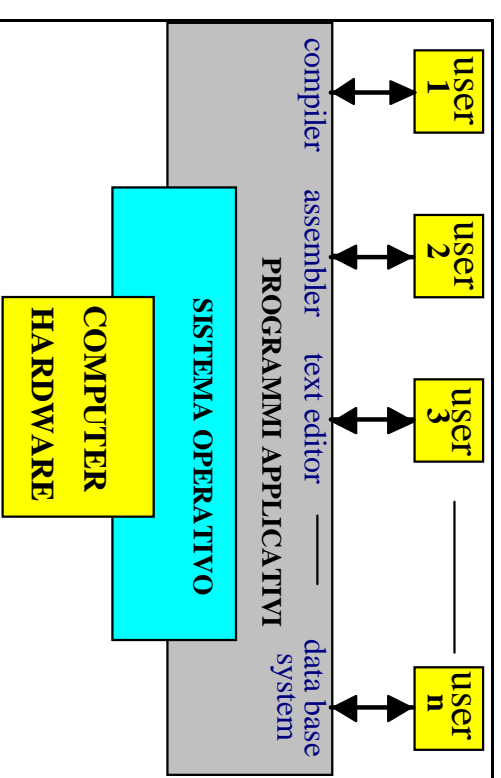 user
1
user
2
user
3
user
n
compiler
assembler
text editor
data base
system
PROGRAMMI APPLICATIVI
SISTEMA OPERATIVO
COMPUTER
HARDWARE